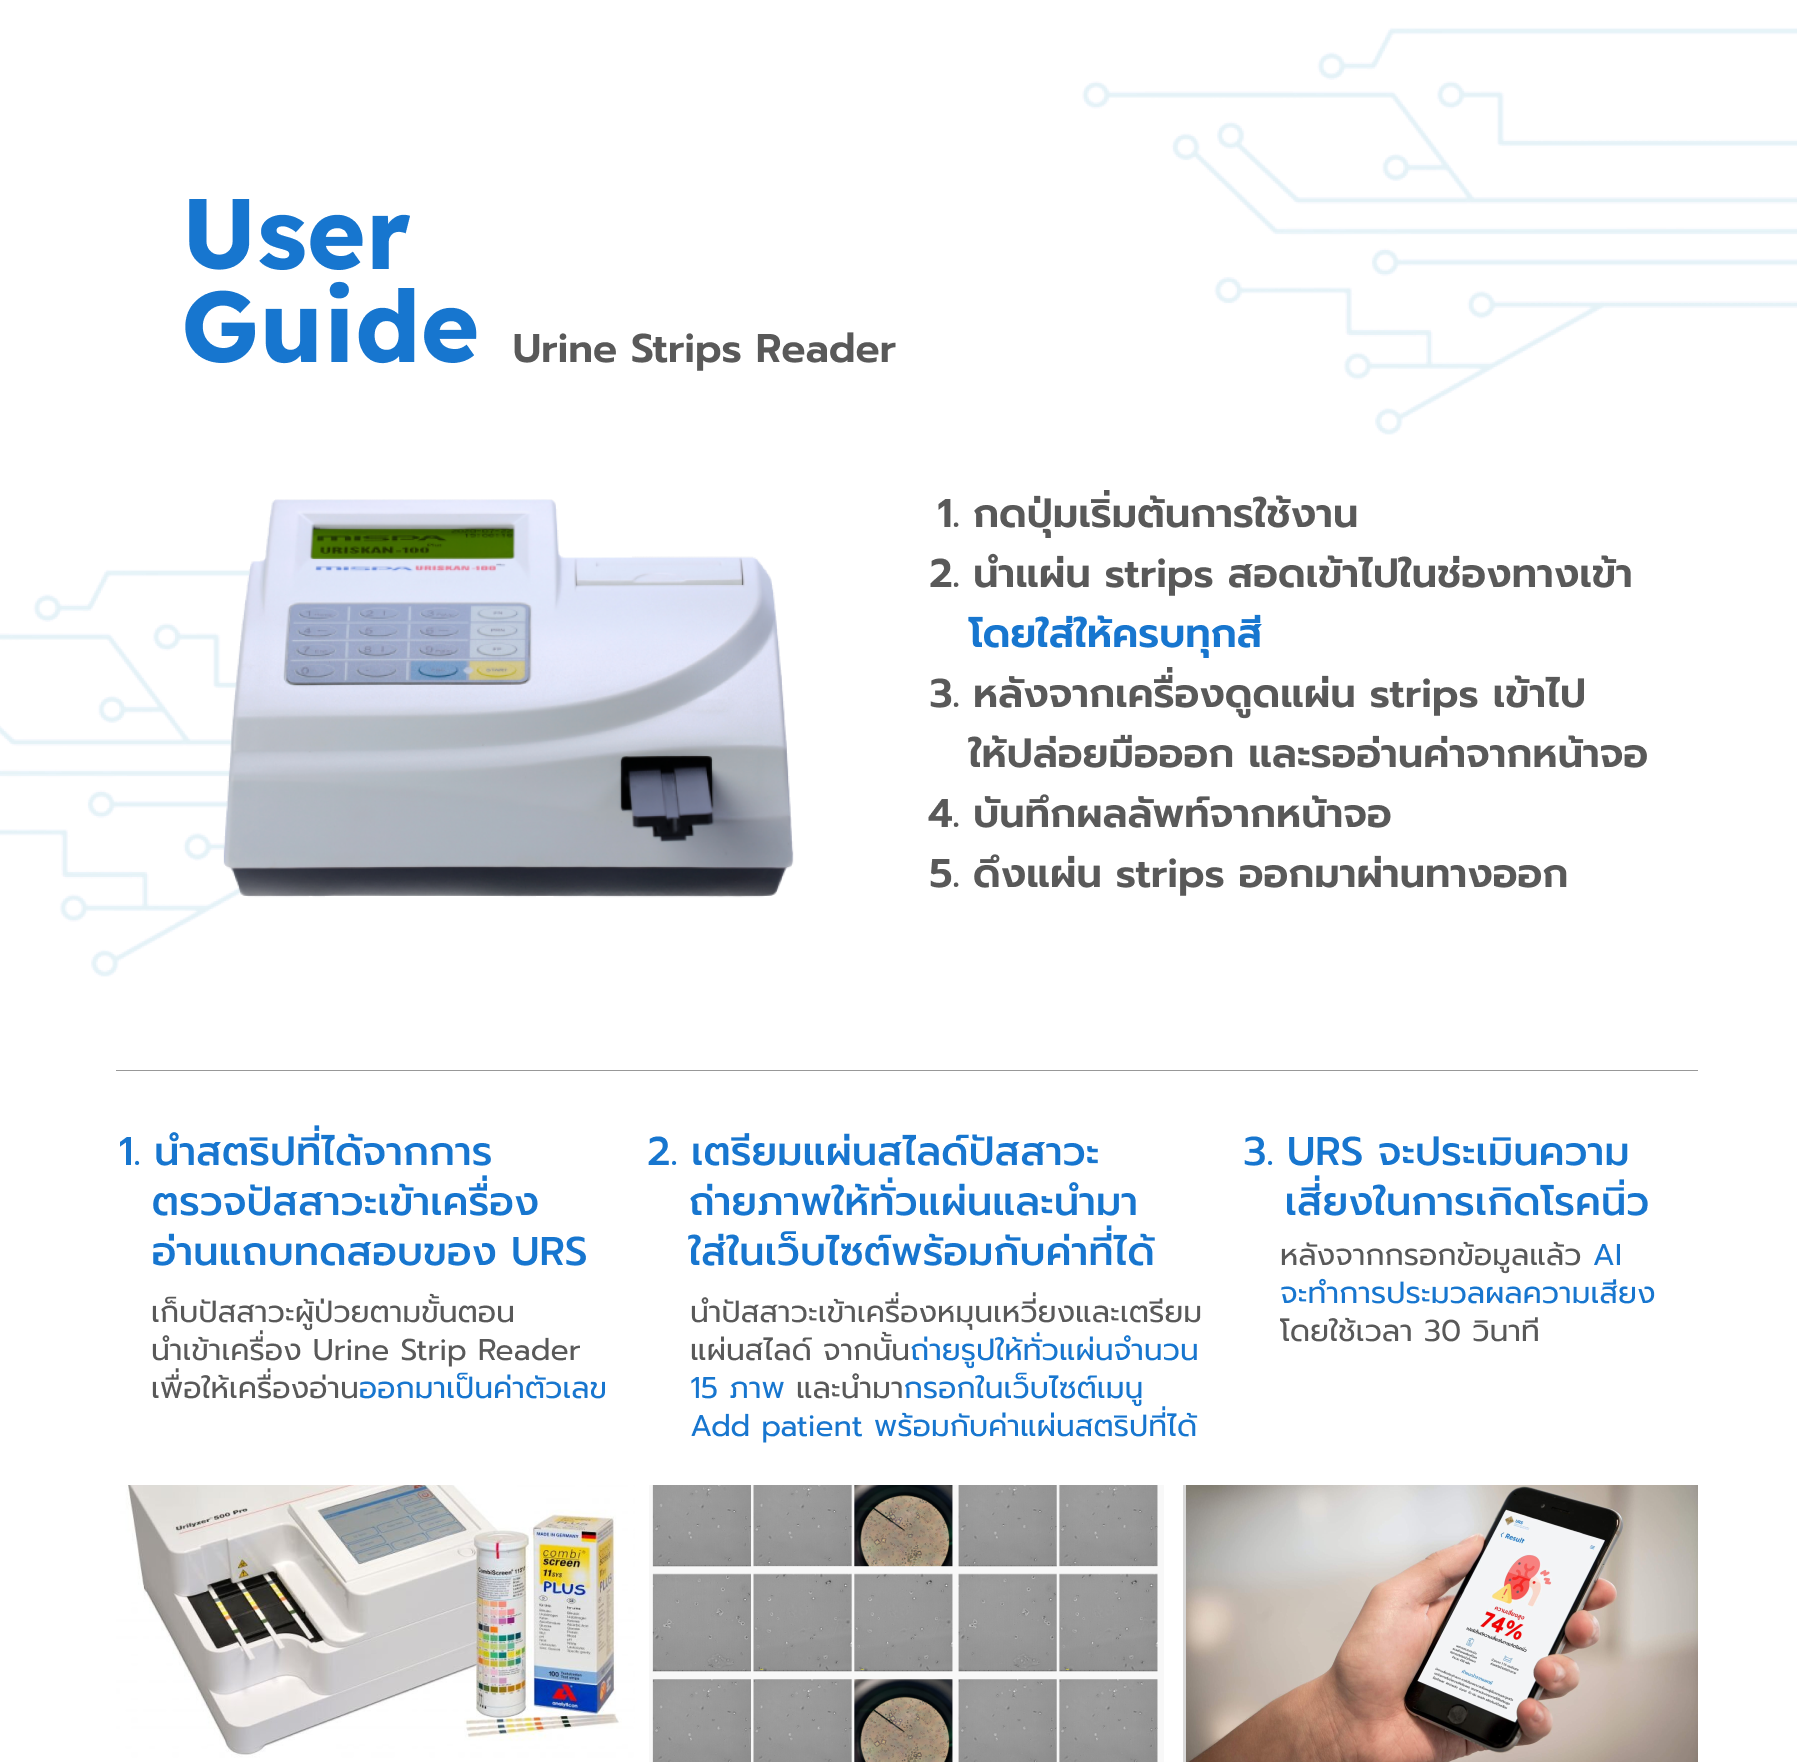 User
Guide Urine Strips Reader
MISPA
URISKAN-100
MISPA URISKAN-100
1. กดปุ่มเริ่มต้นการใช้งาน
2. นำแผ่น strips สอดเข้าไปในช่องทางเข้า
โดยใส่ให้ครบทุกสี
3. หลังจากเครื่องดูดแผ่น strips เข้าไป
ให้ปล่อยมือออก และรออ่านค่าจากหน้าจอ
4. บันทึกผลลัพท์จากหน้าจอ
5. ดึงแผ่น strips ออกมาผ่านทางออก
1. นำสตริปที่ได้จากการ
ตรวจปัสสาวะเข้าเครื่อง
อ่านแถบทดสอบของ URS
เก็บปัสสาวะผู้ป่วยตามขั้นตอน
นำเข้าเครื่อง Urine Strip Reader
เพื่อให้เครื่องอ่านออกมาเป็นค่าตัวเลข
2. เตรียมแผ่นสไลด์ปัสสาวะ
ถ่ายภาพให้ทั่วแผ่นและนำมา
ใส่ในเว็บไซต์พร้อมกับค่าที่ได้
นำปัสสาวะเข้าเครื่องหมุนเหวี่ยงและเตรียม
แผ่นสไลด์ จากนั้นถ่ายรูปให้ทั่วแผ่นจำนวน
15 ภาพ และนำมากรอกในเว็บไซต์เมนู
Add patient พร้อมกับค่าแผ่นสตริปที่ได้
3. URS จะประเมินความ
เสี่ยงในการเกิดโรคนิ่ว
หลังจากกรอกข้อมูลแล้ว AI
จะทำการประมวลผลความเสียง
โดยใช้เวลา 30 วินาที
Urilyzer 500 Pro
MADE IN GERMANY
combi
screen
11SYS
PLUS
CombiScreen
100
analyticon
Result
ความเสี่ยงสูง
74%